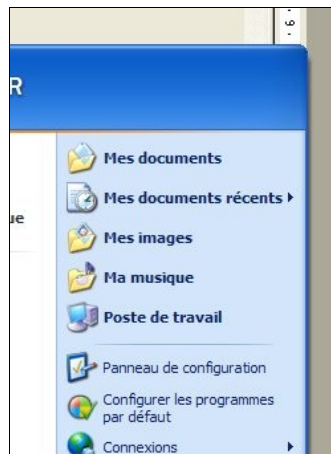 R
Mes documents
Mes documents récents
ue
Mes images
Ma musique
Poste de travail
Panneau de configuration
Configurer les programmes
par défaut
Connexions